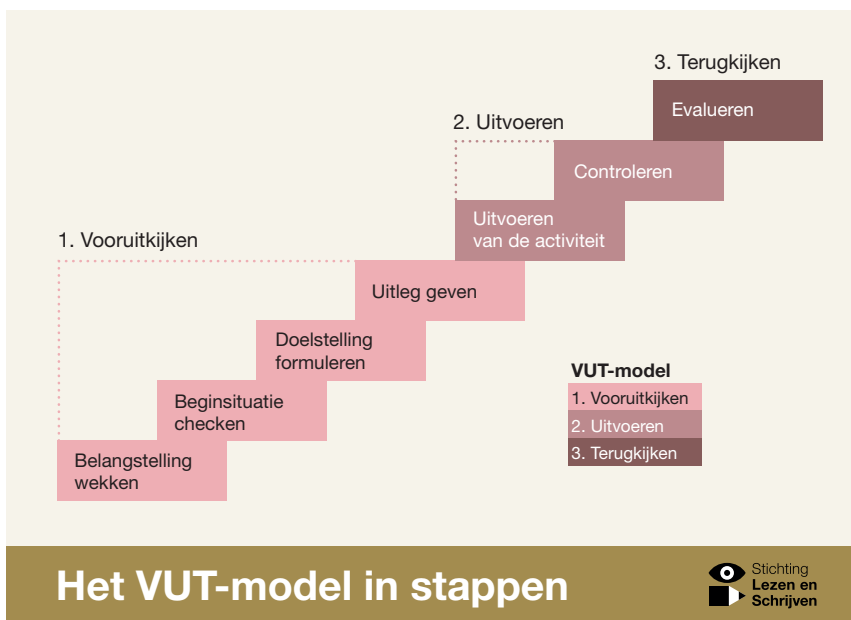 3. Terugkijken
Evalueren
2. Uitvoeren
Controleren
Uitvoeren
van de activiteit
1. Vooruitkijken
Uitleg geven
Doelstelling
formuleren
Beginsituatie
checken
Belangstelling
wekken
VUT-model
1. Vooruitkijken
2. Uitvoeren
3. Terugkijken
Het VUT-model in stappen
Stichting
Lezen en
Schrijven